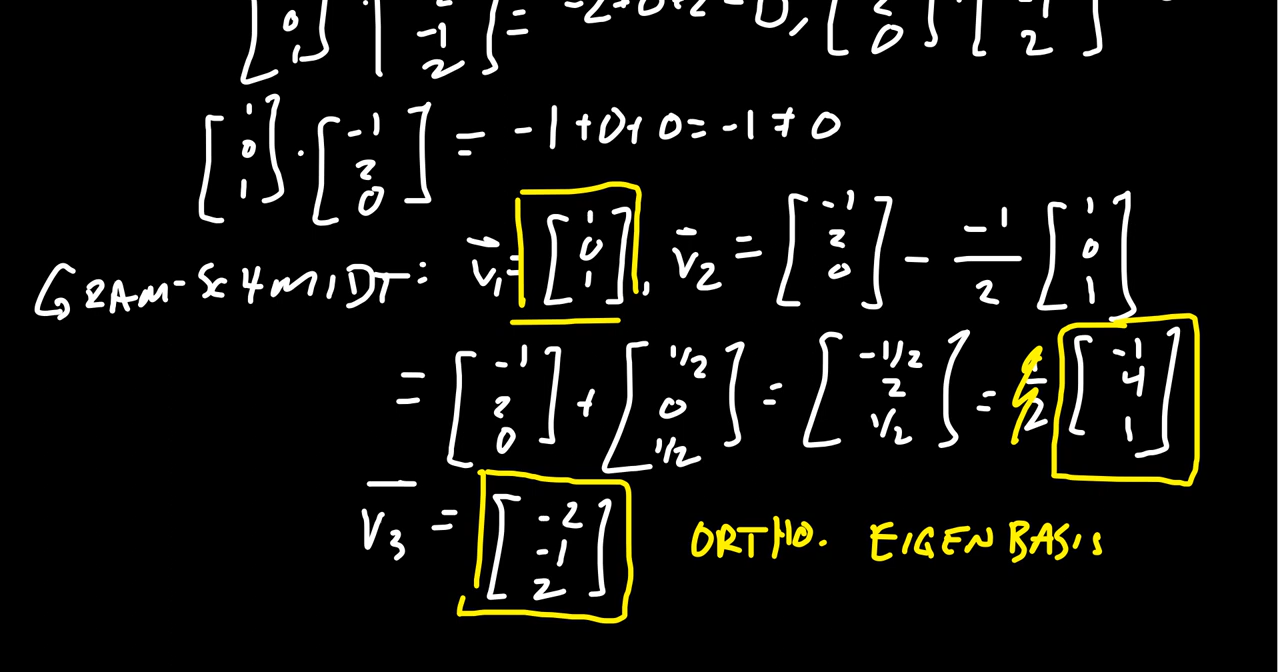 [0 1] · [-1 2] = -2+0+2=0, [2 0] · [-1 2]
[1 0 1] · [-1 2 0] = -1+0+0=-1≠0
GRAM-SCHMIDT: v₁=[1 0 1], v₂ = [-1 2 0] - -1/2 [1 0 1]
= [-1 2 0] + [1/2 0 1/2] = [-1/2 2 1/2] = 1/2 [-1 4 1]
v₃ = [-2 -1 2] ORTHO. EIGENBASIS